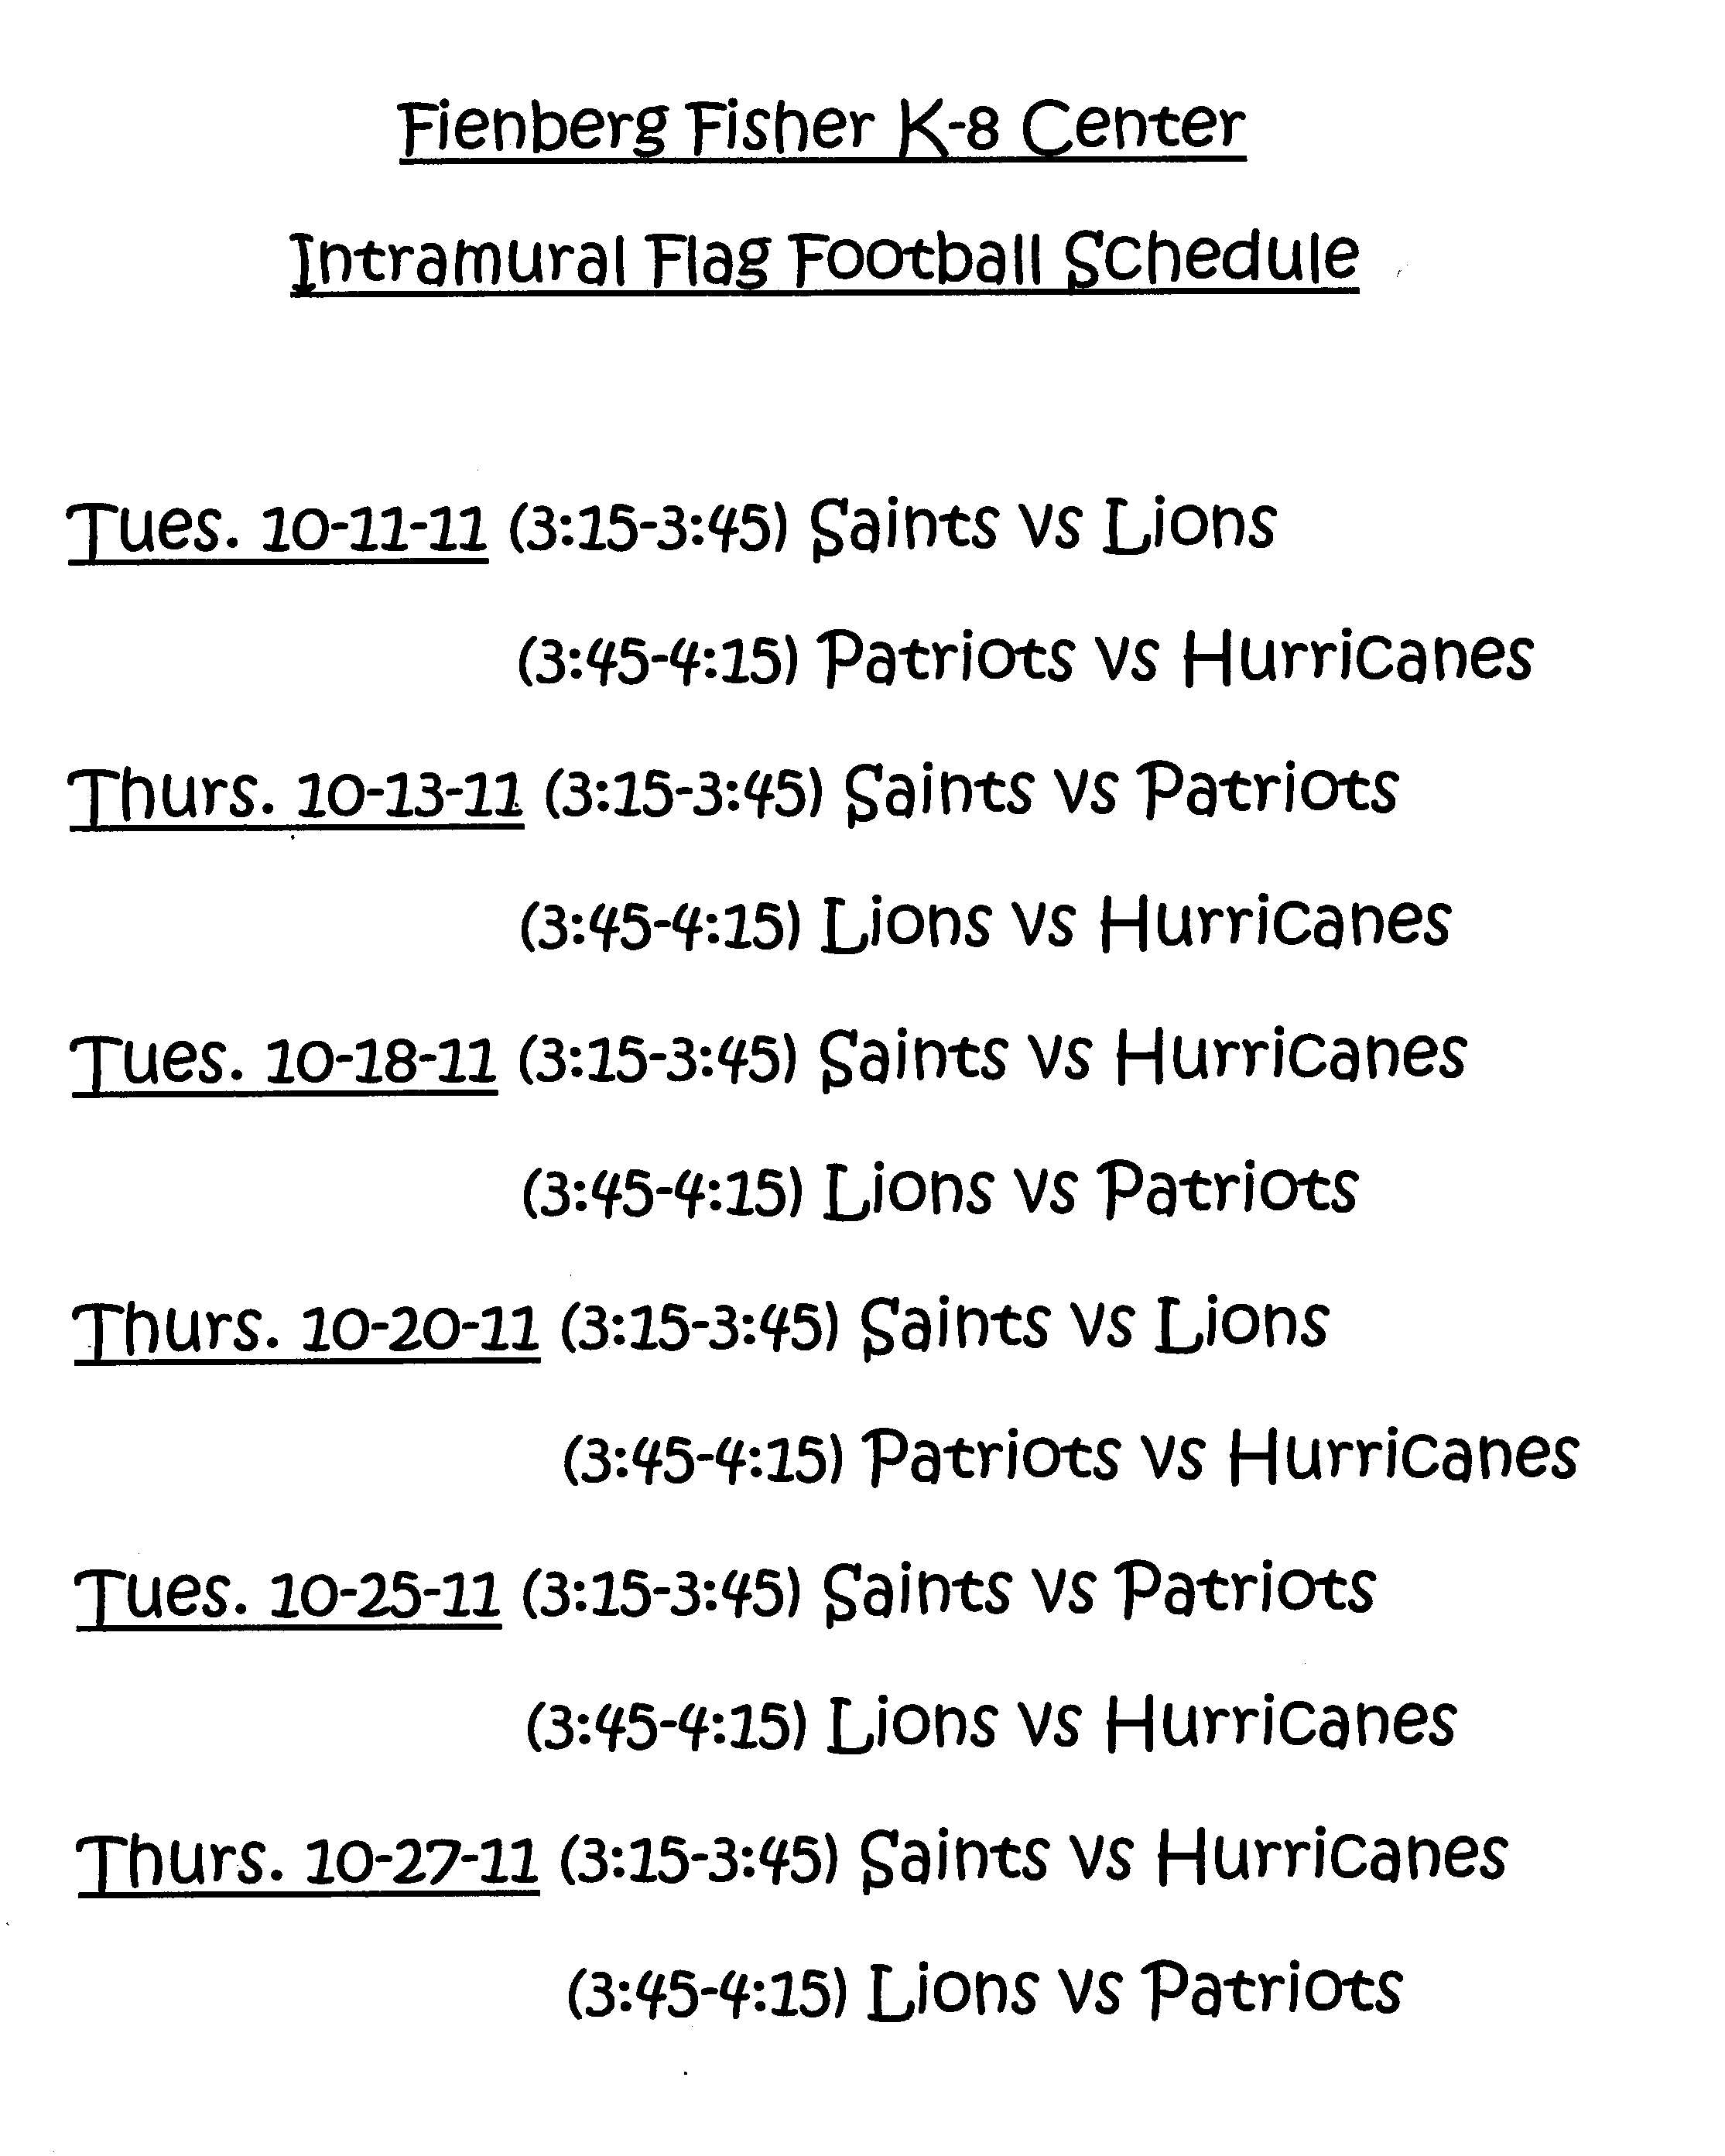 Fienberg Fisher K-8 Center
Intramural Flag Football Schedule
Tues. 10-11-11 (3:15-3:45) Saints vs Lions
(3:45-4:15) Patriots vs Hurricanes
Thurs. 10-13-11 (3:15-3:45) Saints vs Patriots
(3:45-4:15) Lions vs Hurricanes
Tues. 10-18-11 (3:15-3:45) Saints vs Hurricanes
(3:45-4:15) Lions vs Patriots
Thurs. 10-20-11 (3:15-3:45) Saints vs Lions
(3:45-4:15) Patriots vs Hurricanes
Tues. 10-25-11 (3:15-3:45) Saints vs Patriots
(3:45-4:15) Lions vs Hurricanes
Thurs. 10-27-11 (3:15-3:45) Saints vs Hurricanes
(3:45-4:15) Lions vs Patriots